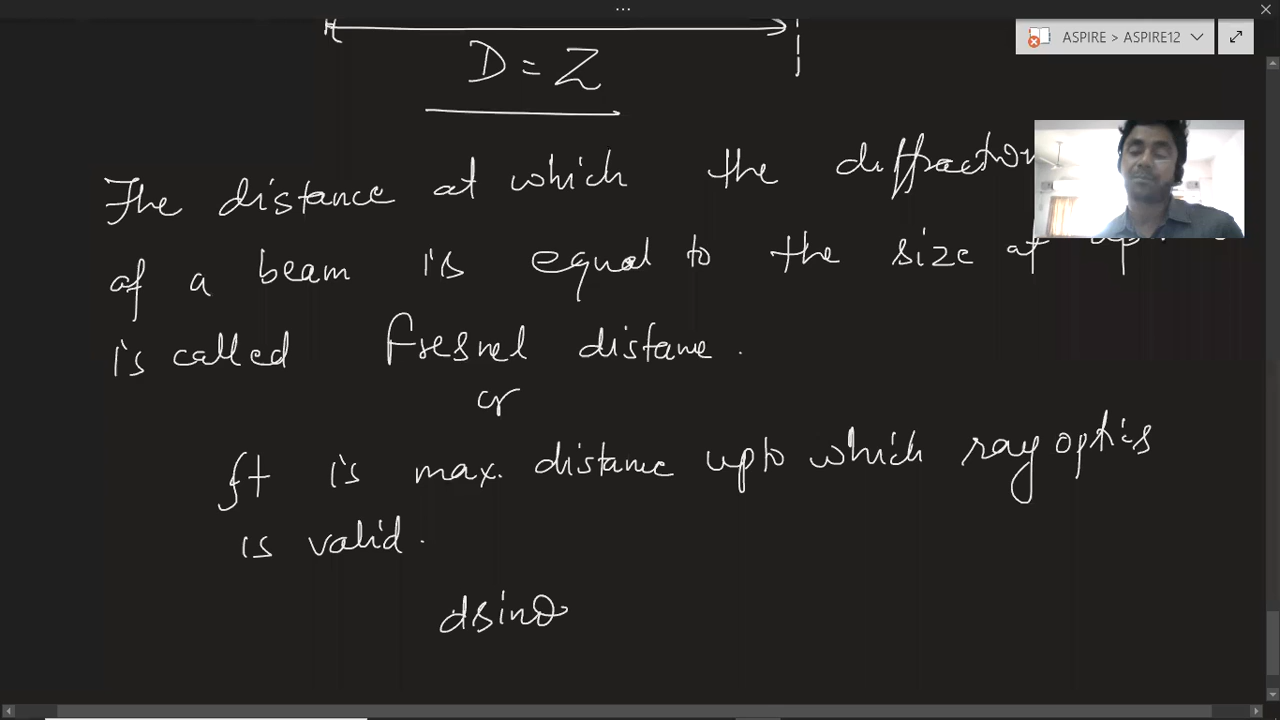 ASPIRE > ASPIRE12
D = Z
The distance at which the diffraction
of a beam is equal to the size of
is called Fresnel distance.
or
It is max. distance upto which ray optics
is valid.
dsinθ